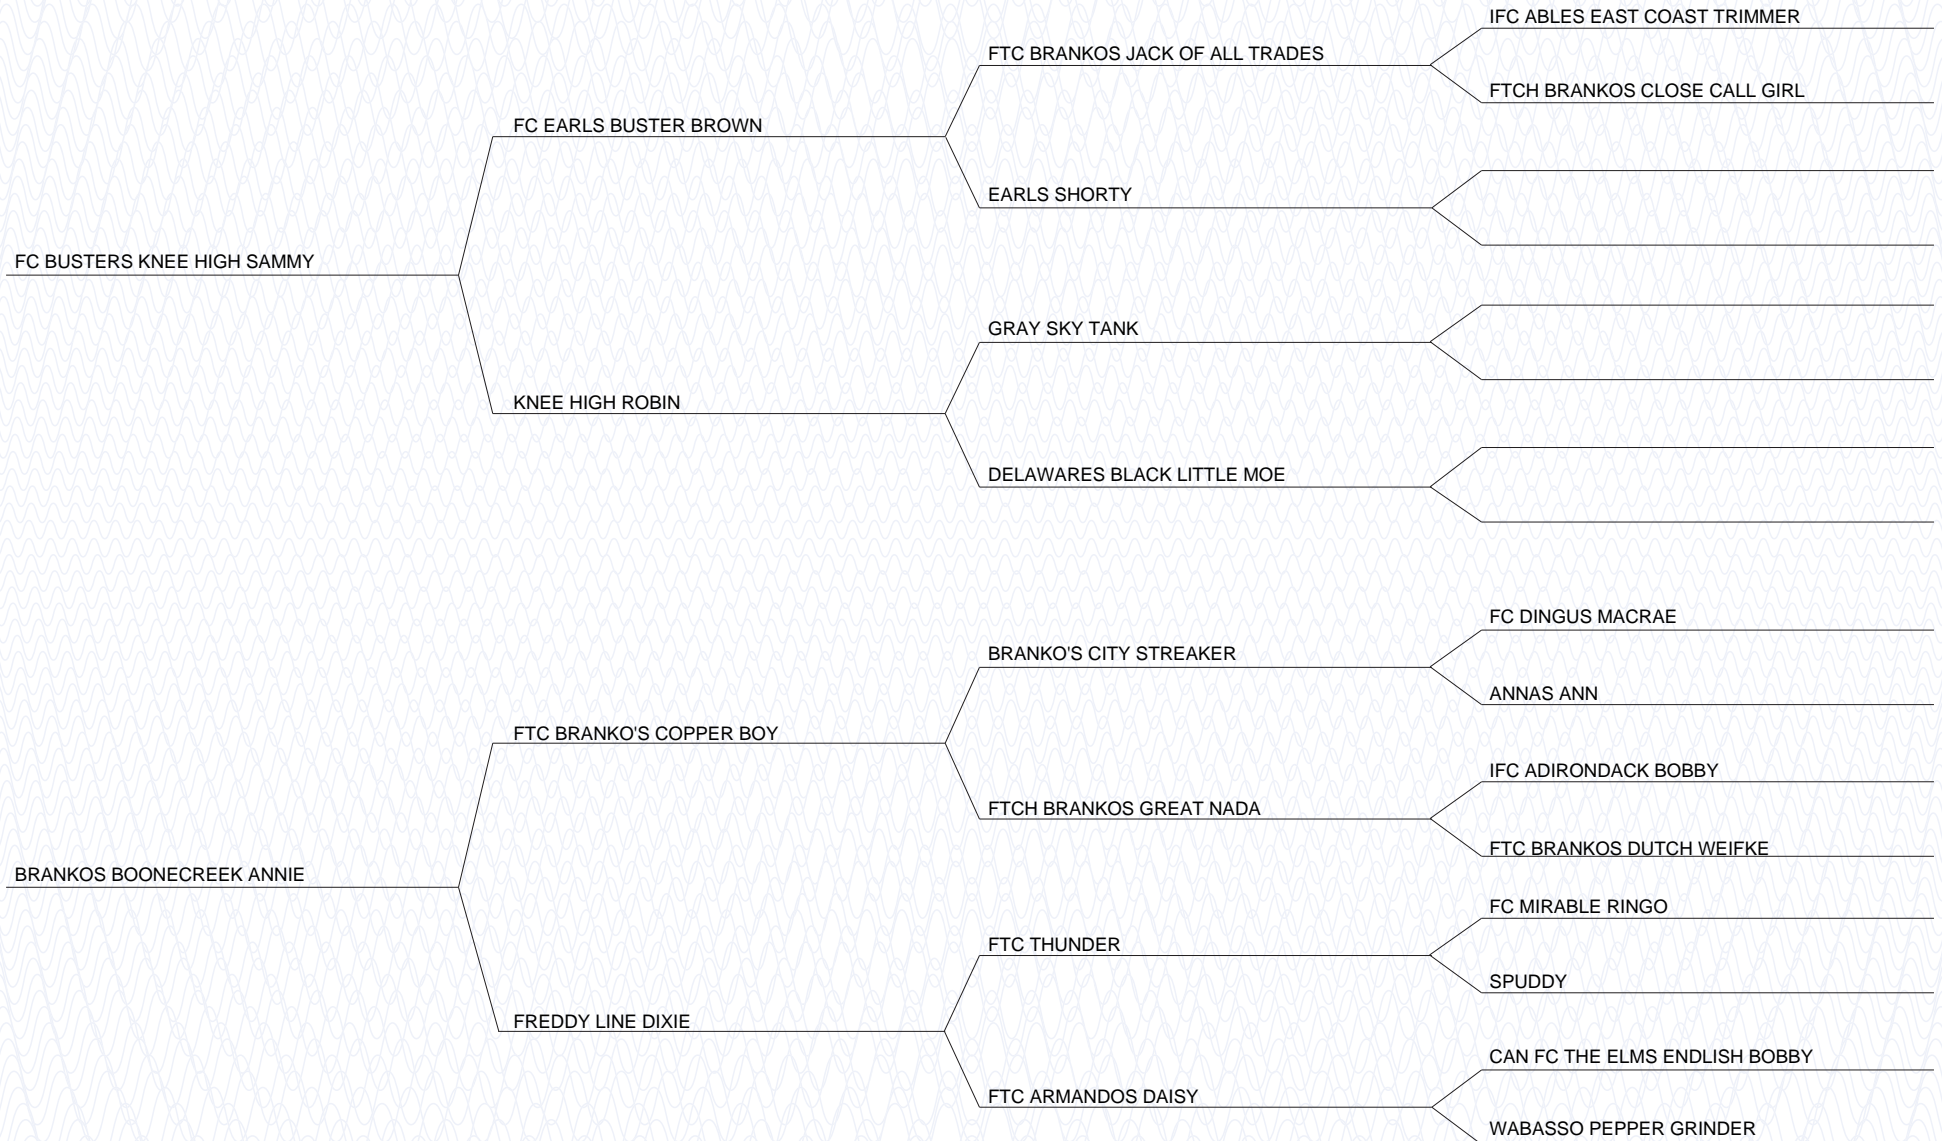 IFC ABLES EAST COAST TRIMMER
FTC BRANKOS JACK OF ALL TRADES
FTCH BRANKOS CLOSE CALL GIRL
FC EARLS BUSTER BROWN
EARLS SHORTY
FC BUSTERS KNEE HIGH SAMMY
GRAY SKY TANK
KNEE HIGH ROBIN
DELAWARES BLACK LITTLE MOE
FC DINGUS MACRAE
BRANKO'S CITY STREAKER
ANNAS ANN
FTC BRANKO'S COPPER BOY
IFC ADIRONDACK BOBBY
FTCH BRANKOS GREAT NADA
FTC BRANKOS DUTCH WEIFKE
BRANKOS BOONECREEK ANNIE
FC MIRABLE RINGO
FTC THUNDER
SPUDDY
FREDDY LINE DIXIE
CAN FC THE ELMS ENDLISH BOBBY
FTC ARMANDOS DAISY
WABASSO PEPPER GRINDER